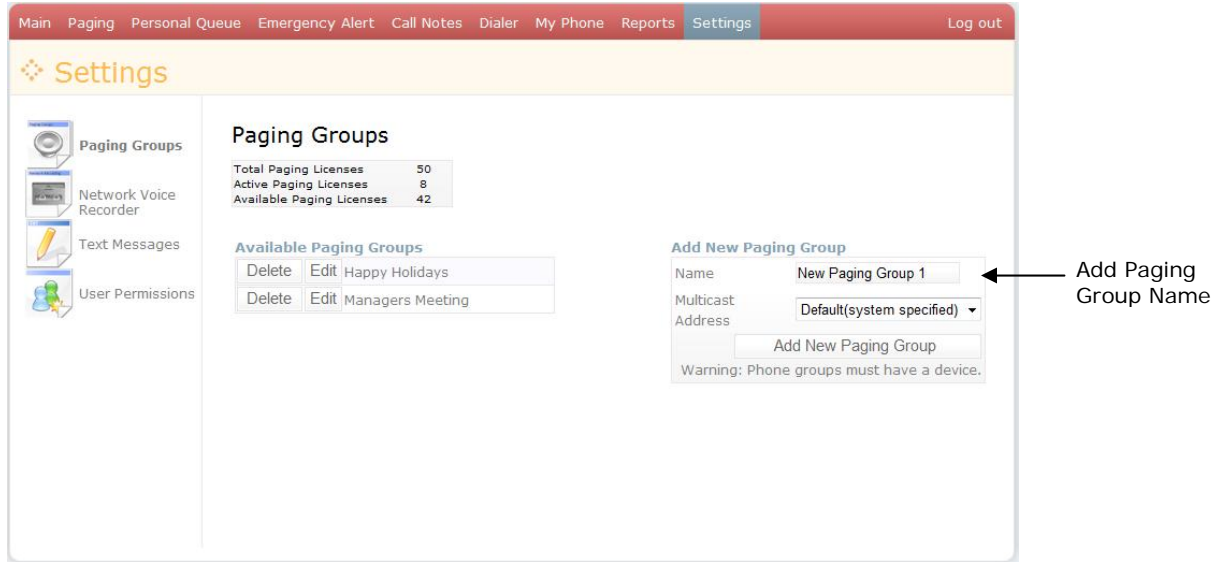 Main Paging Personal Queue Emergency Alert Call Notes Dialer My Phone Reports Settings Log out
Settings
Paging Groups
Network Voice
Recorder
Text Messages
User Permissions
Paging Groups
Total Paging Licenses 50
Active Paging Licenses 8
Available Paging Licenses 42
Available Paging Groups
Delete Edit Happy Holidays
Delete Edit Managers Meeting
Add New Paging Group
Name New Paging Group 1
Multicast
Address Default(system specified)
Add New Paging Group
Warning: Phone groups must have a device.
Add Paging
Group Name